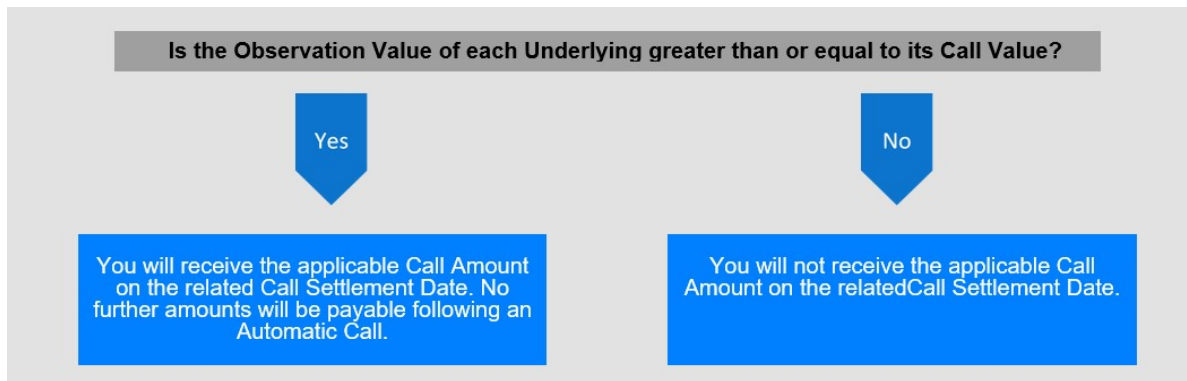 Is the Observation Value of each Underlying greater than or equal to its Call Value?
Yes
No
You will receive the applicable Call Amount
on the related Call Settlement Date. No
further amounts will be payable following an
Automatic Call.
You will not receive the applicable Call
Amount on the relatedCall Settlement Date.